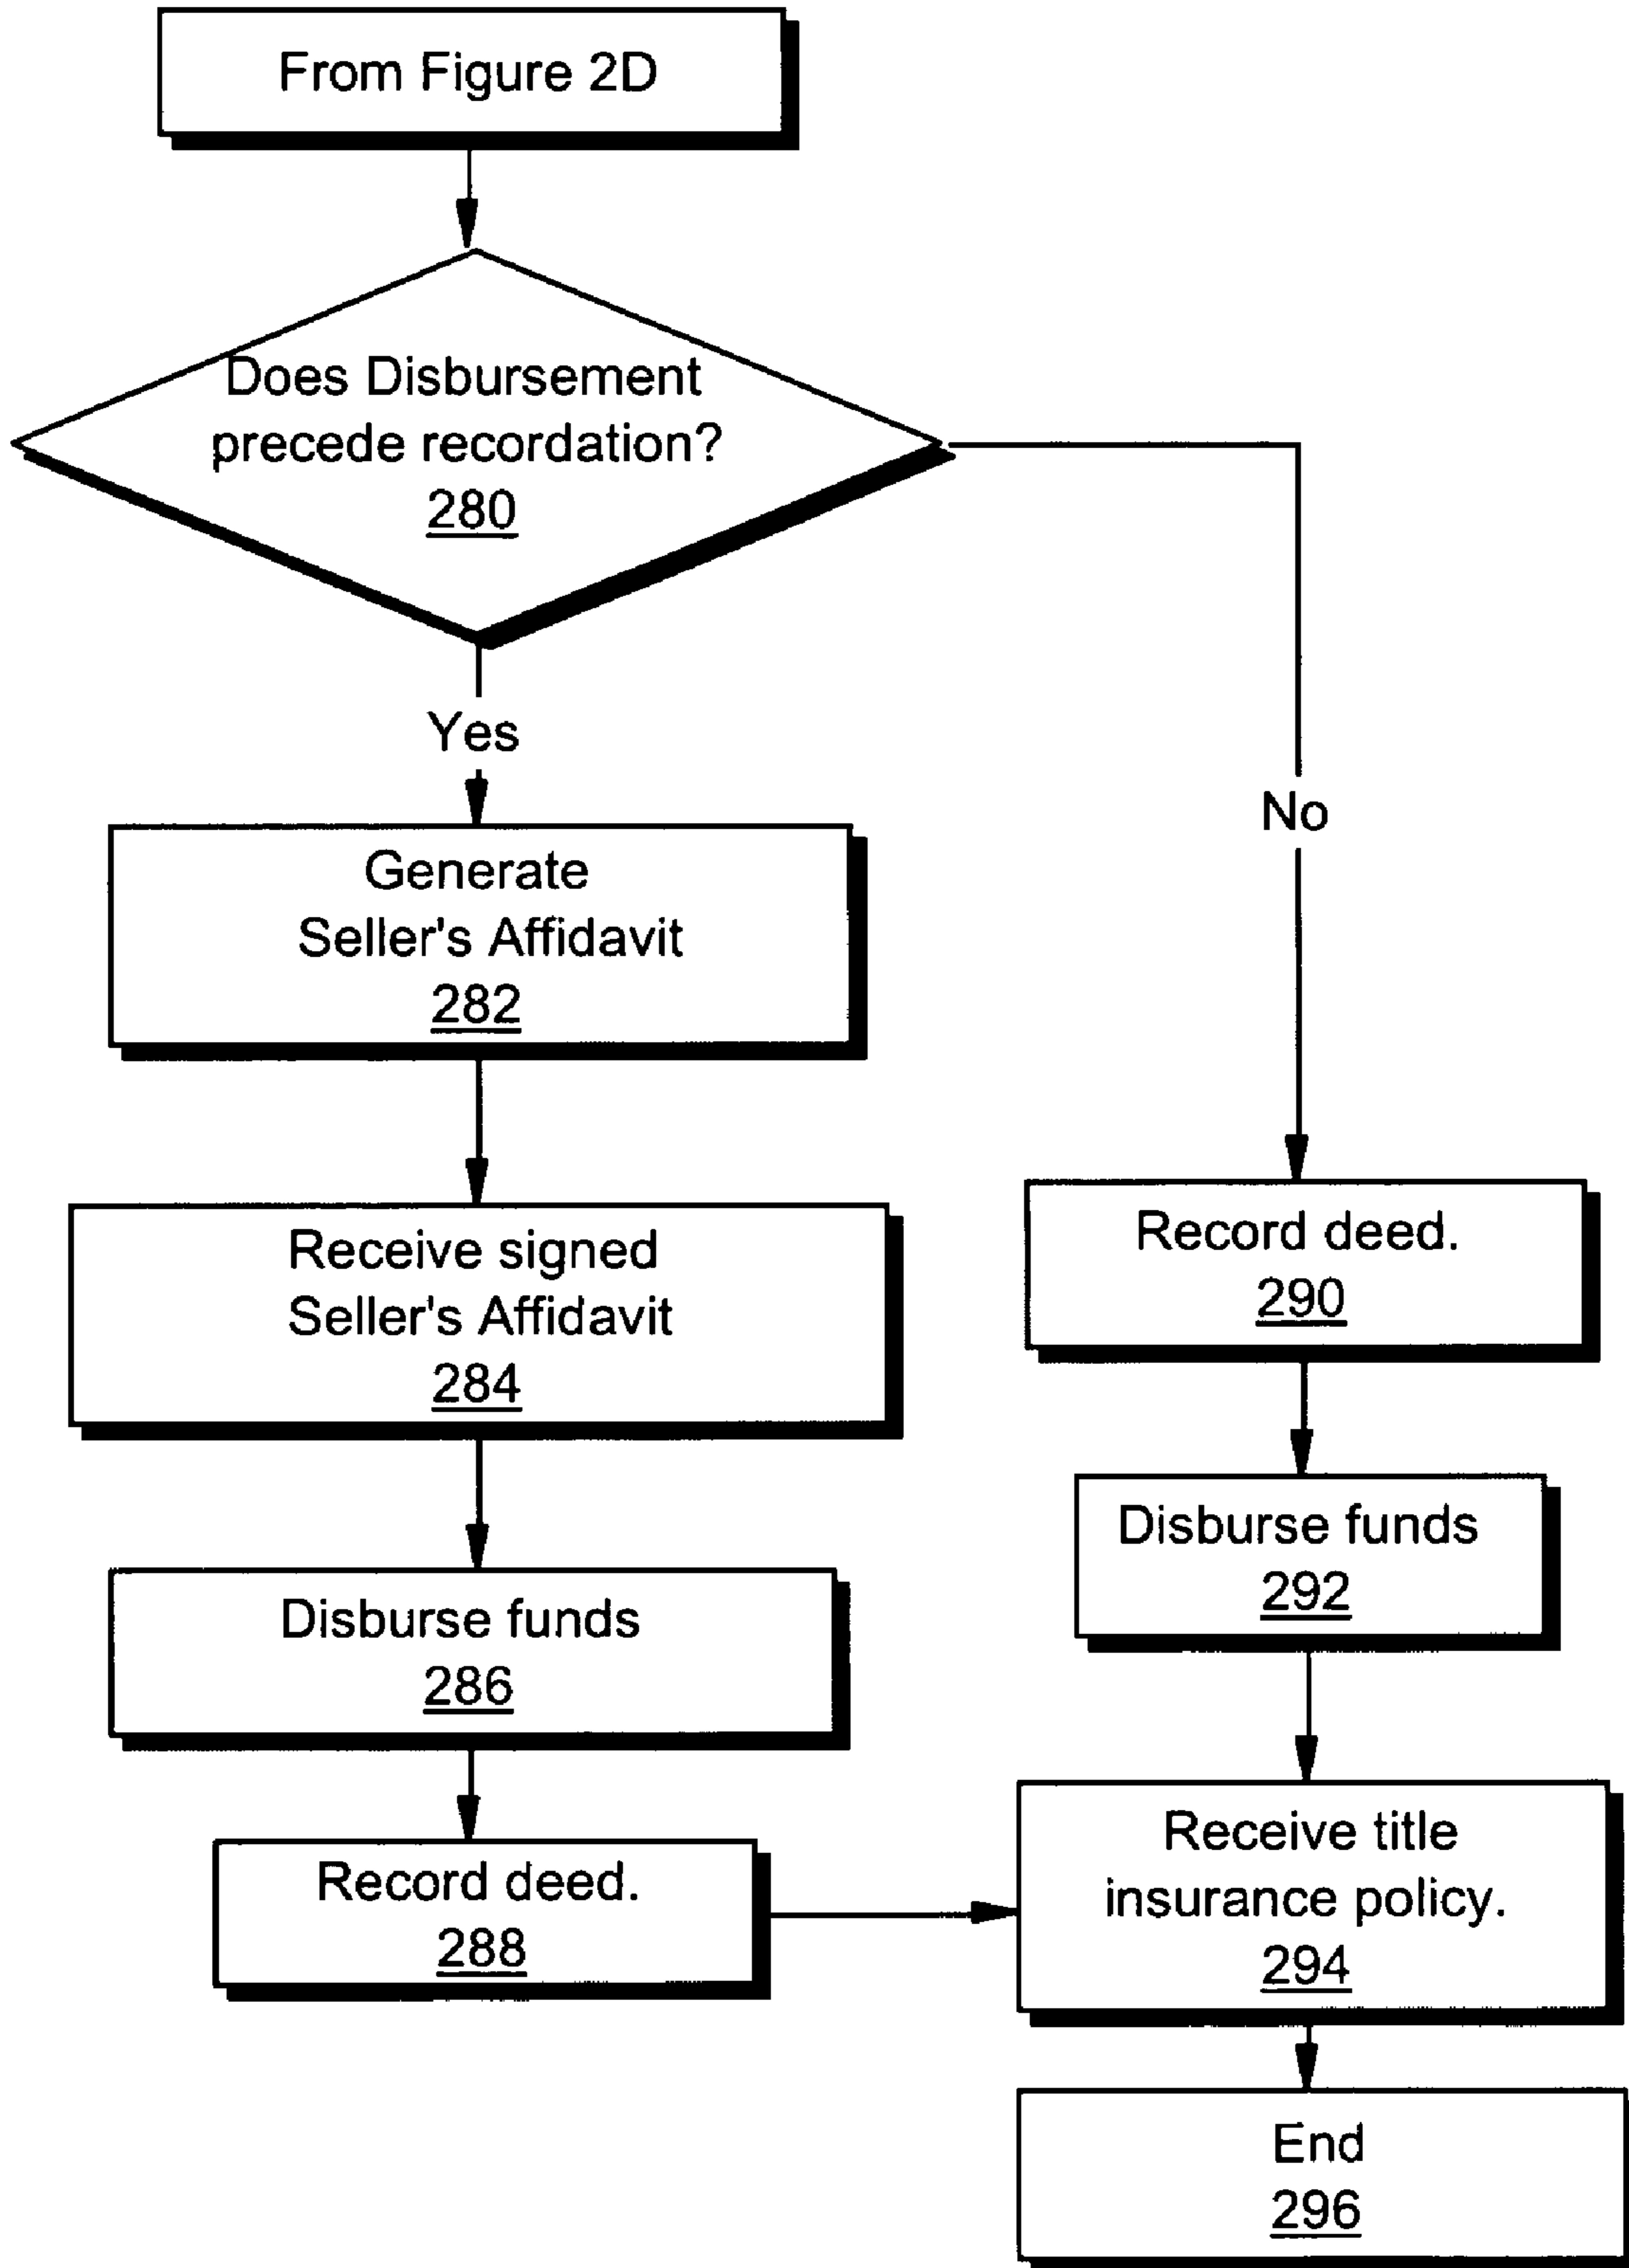 From Figure 2D
Does Disbursement
precede recordation?
280
Yes
No
Generate
Seller's Affidavit
282
Receive signed
Seller's Affidavit
284
Disburse funds
286
Record deed.
288
Record deed.
290
Disburse funds
292
Receive title
insurance policy.
294
End
296